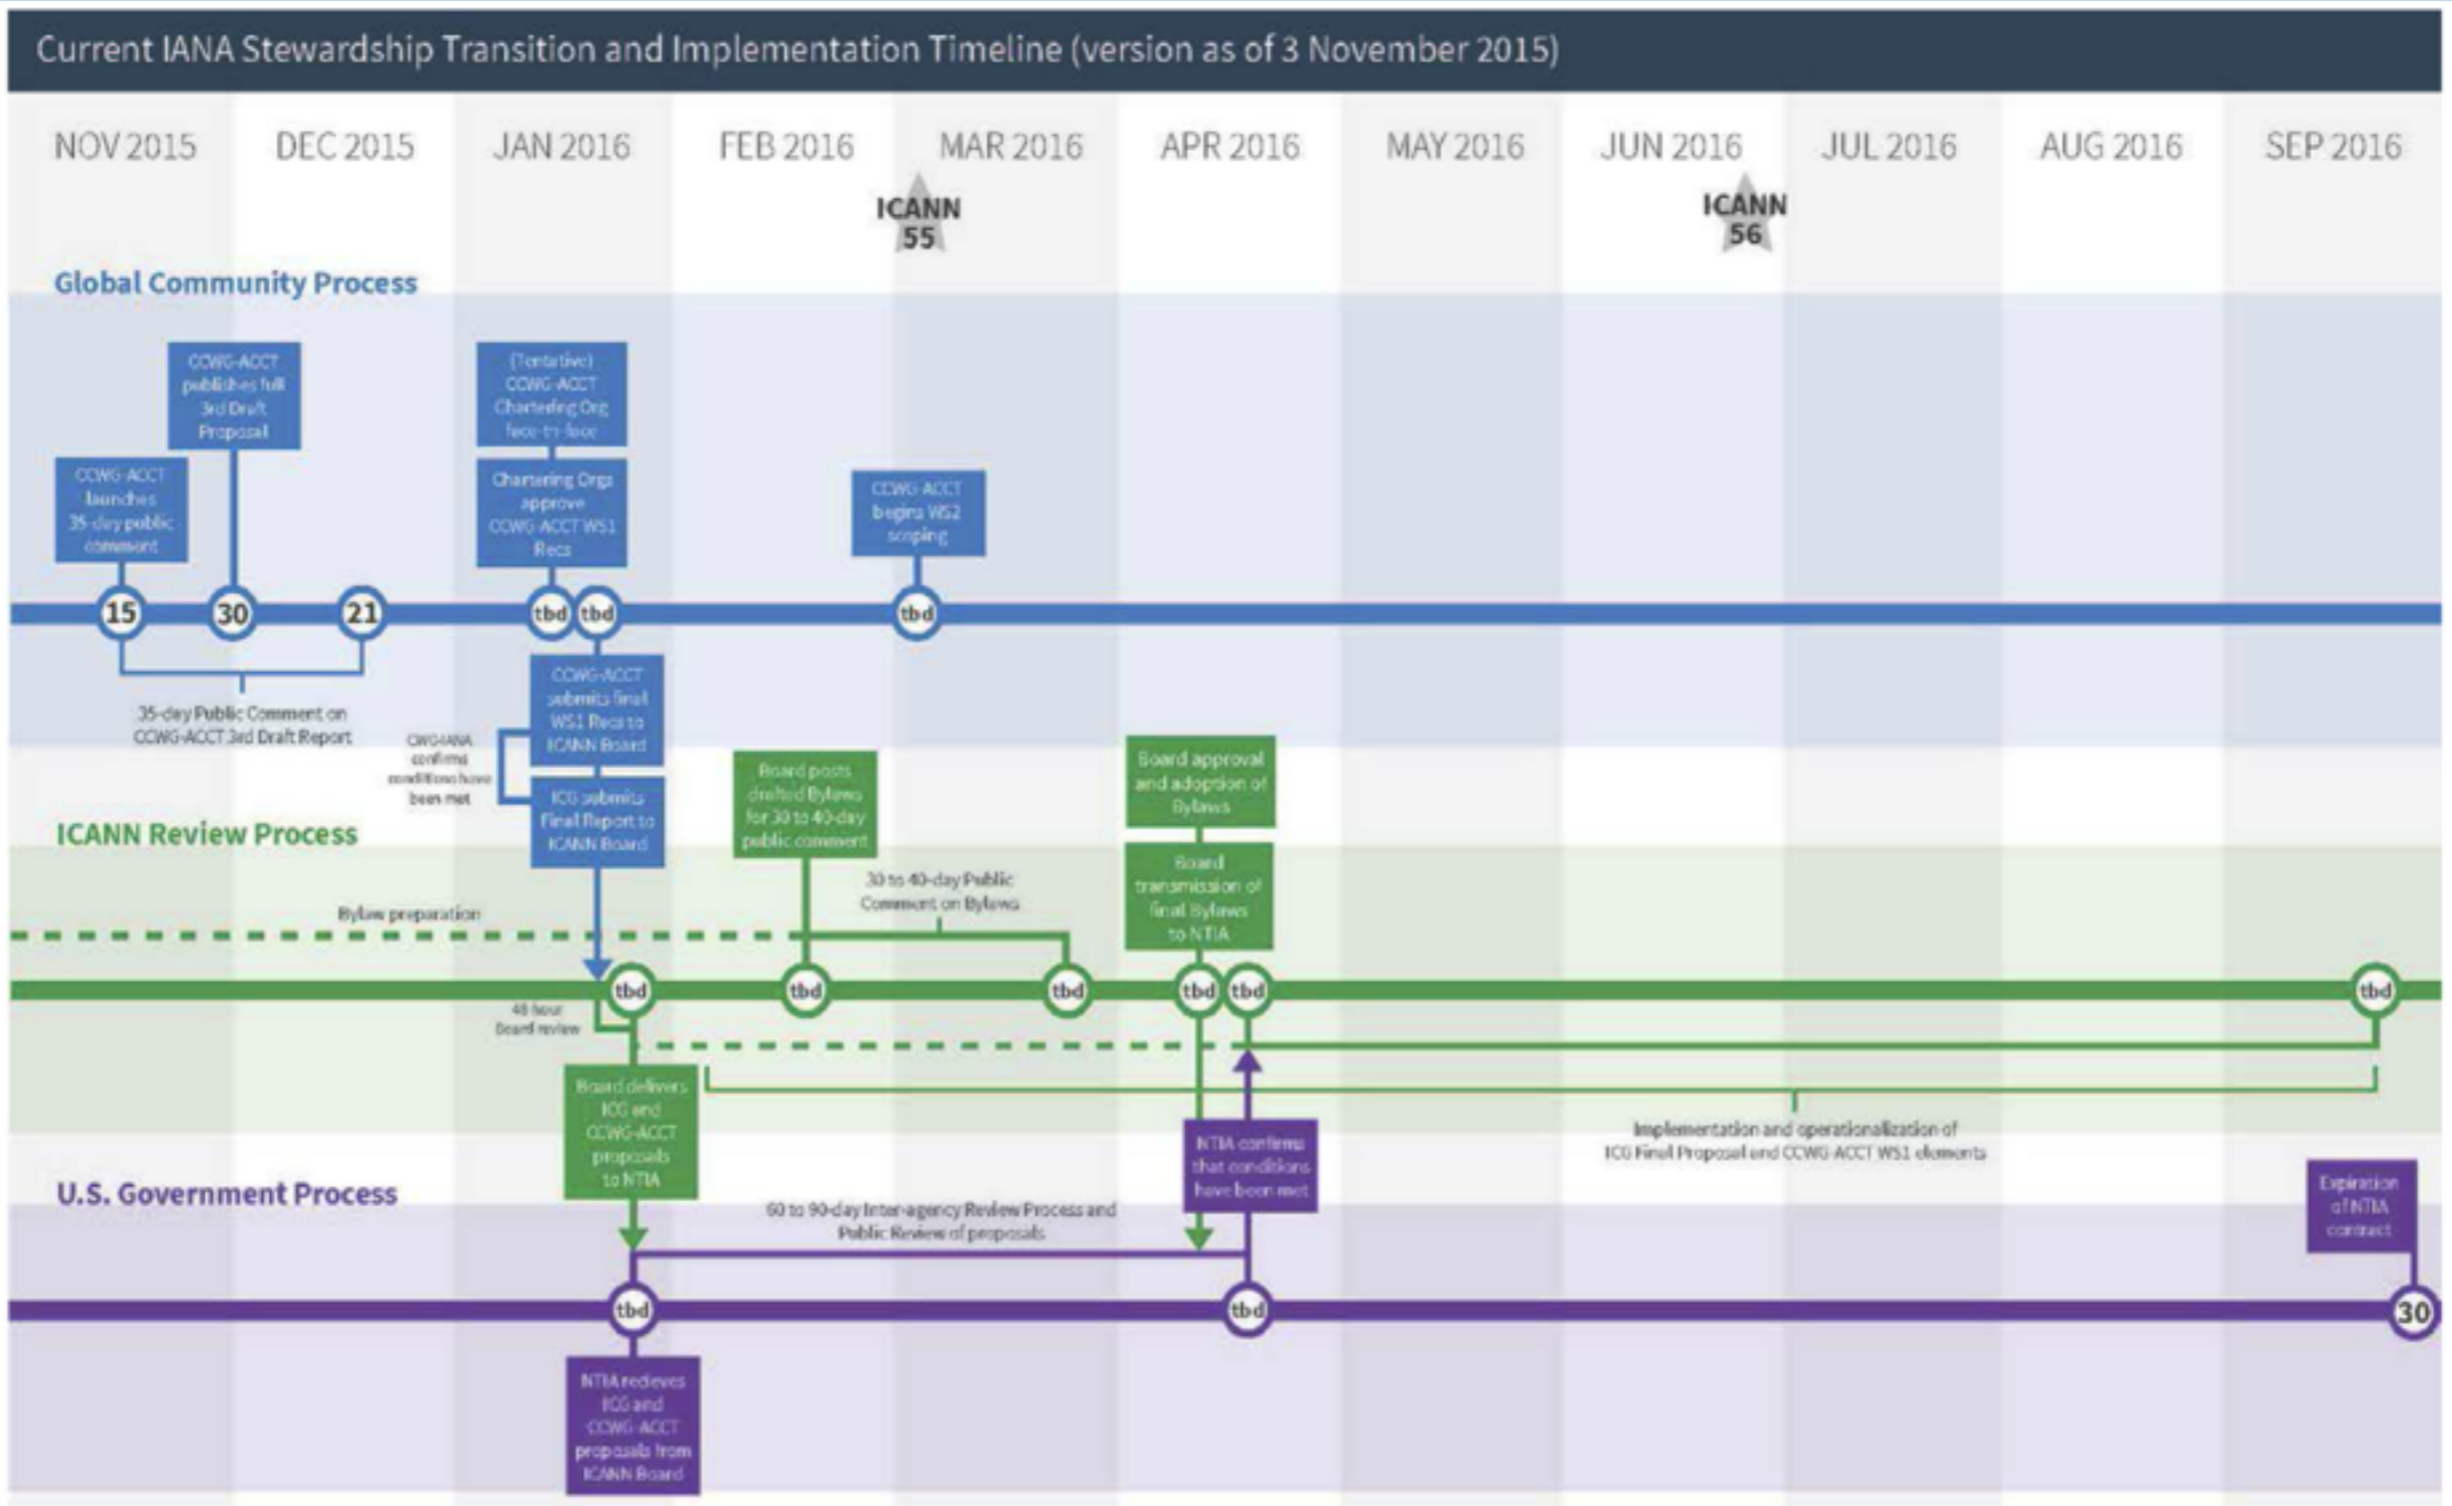 Current IANA Stewardship Transition and Implementation Timeline (version as of 3 November 2015)
NOV 2015
DEC 2015
JAN 2016
FEB 2016
MAR 2016
APR 2016
MAY 2016
JUN 2016
JUL 2016
AUG 2016
SEP 2016
ICANN
55
ICANN
56
Global Community Process
CCWG-ACCT
publishes full
3rd Draft
Proposal
CCWG-ACCT
launches
35-day public
comment
(Tentative)
CCWG-ACCT
Chartering Org
face-to-face
Chartering Orgs
approve
CCWG-ACCT WS1
Recs
CCWG-ACCT
begins WS2
scoping
15
30
21
tbd
tbd
tbd
35-day Public Comment on
CCWG-ACCT 3rd Draft Report
CCWG-ACCT
submits final
WS1 Recs to
ICANN Board
CWG-IANA
confirms
conditions have
been met
ICG submits
Final Report to
ICANN Board
ICANN Review Process
Board posts
drafted Bylaws
for 30 to 40-day
public comment
Board approval
and adoption of
Bylaws
Board
transmission of
final Bylaws
to NTIA
Bylaw preparation
30 to 40-day Public
Comment on Bylaws
tbd
tbd
tbd
tbd
tbd
tbd
48 hour
Board review
Board delivers
ICG and
CCWG-ACCT
proposals
to NTIA
NTIA confirms
that conditions
have been met
Implementation and operationalization of
ICG Final Proposal and CCWG-ACCT WS1 elements
U.S. Government Process
60 to 90-day Inter-agency Review Process and
Public Review of proposals
Expiration
of NTIA
contract
tbd
tbd
30
NTIA recieves
ICG and
CCWG-ACCT
proposals from
ICANN Board